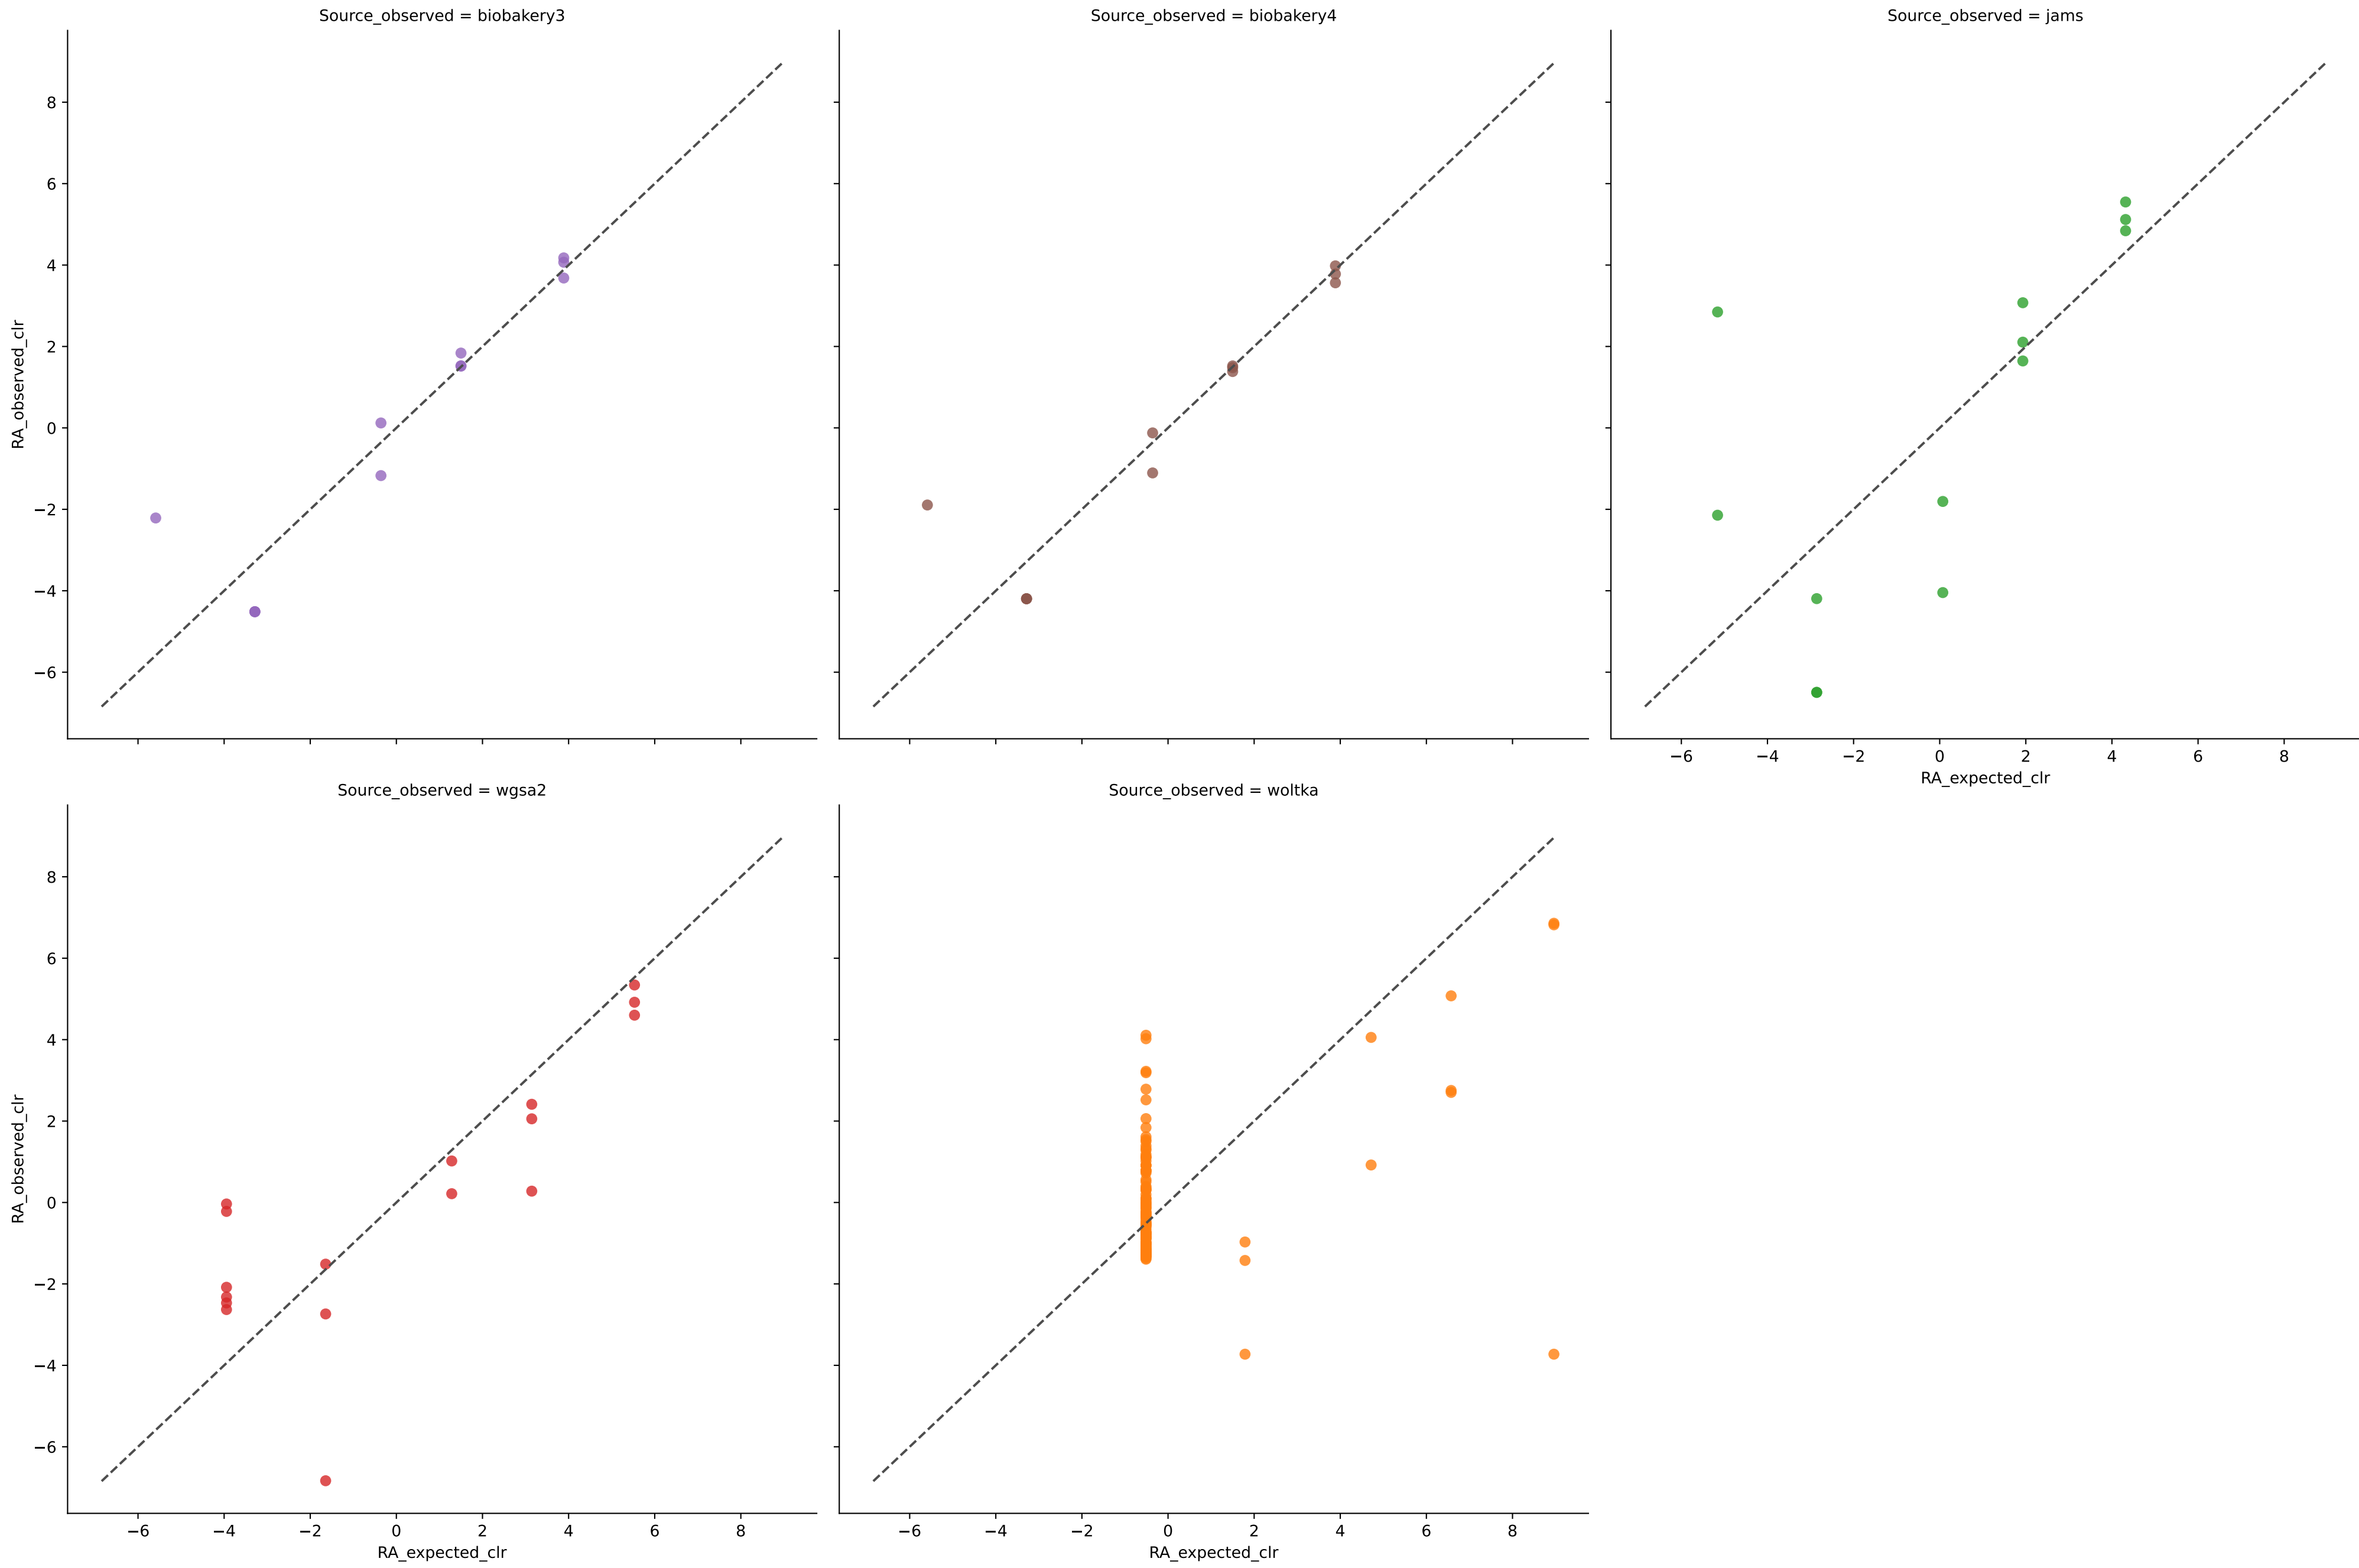 Source_observed = biobakery3
Source_observed = biobakery4
Source_observed = jams
RA_observed_clr
8
6
4
2
0
−2
−4
−6
−6 −4 −2 0 2 4 6 8
RA_expected_clr
Source_observed = wgsa2
Source_observed = woltka
RA_observed_clr
8
6
4
2
0
−2
−4
−6
−6 −4 −2 0 2 4 6 8
RA_expected_clr
−6 −4 −2 0 2 4 6 8
RA_expected_clr